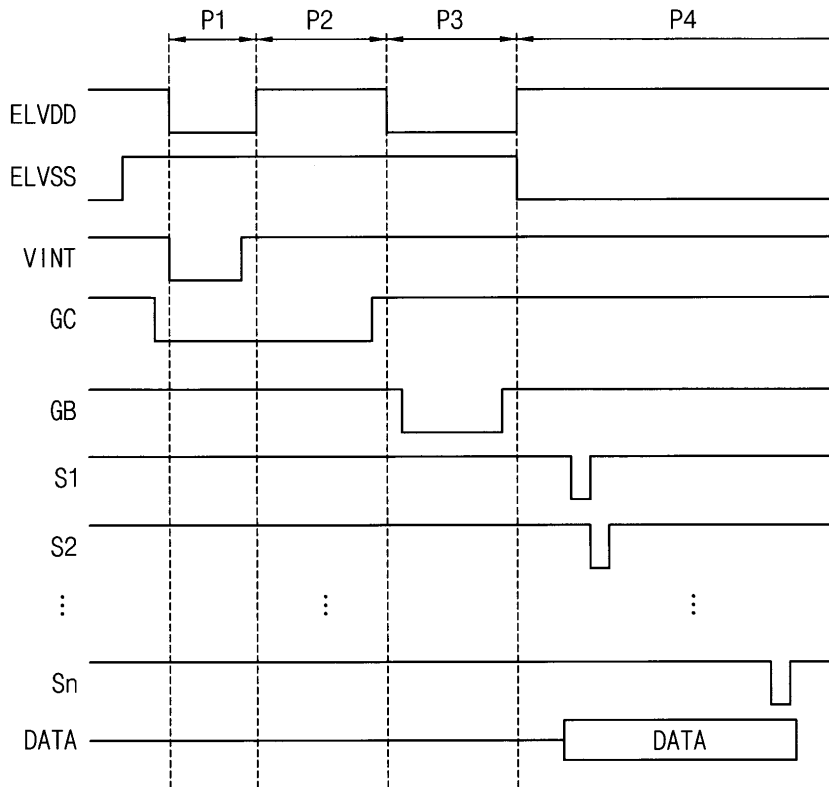 P1 P2 P3 P4
ELVDD
ELVSS
VINT
GC
GB
S1
S2
⋮ ⋮ ⋮
Sn
DATA DATA